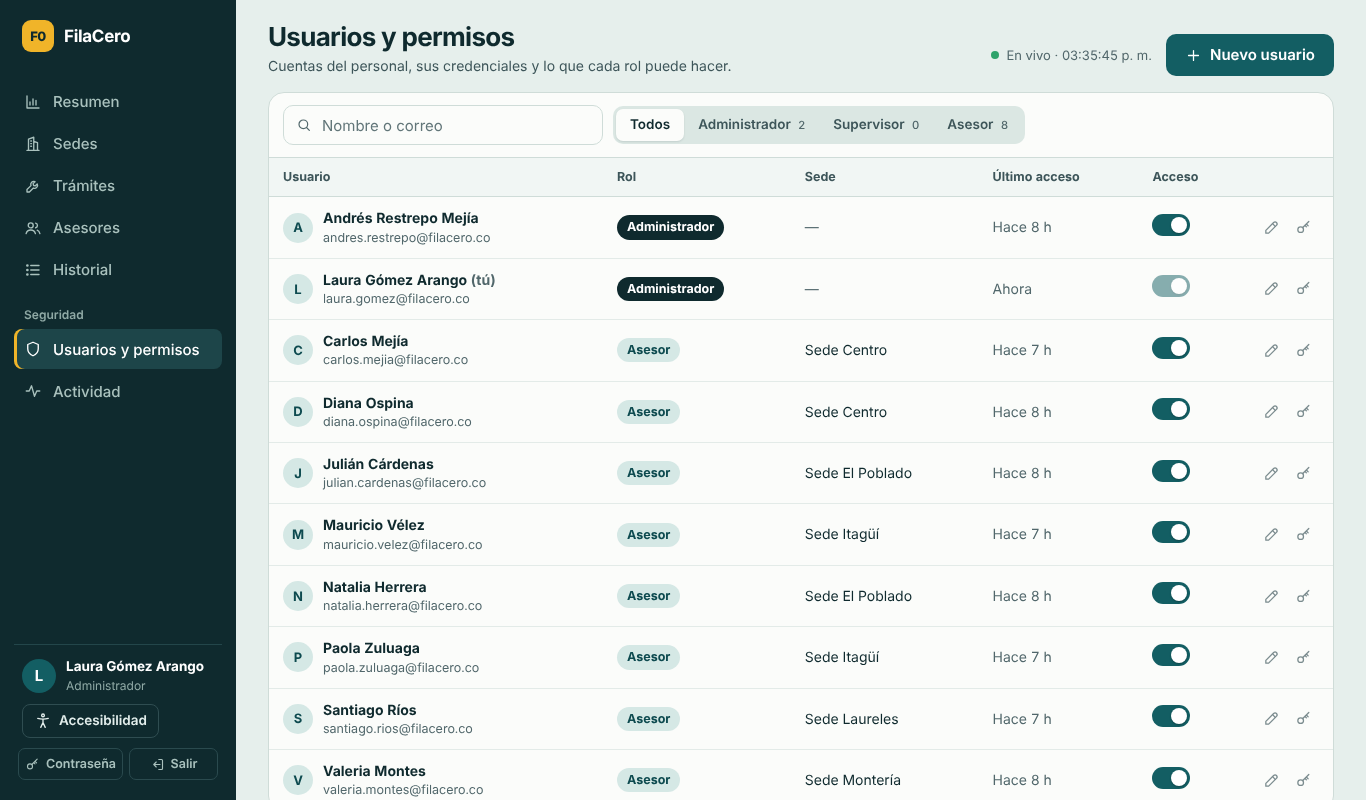 F0 FilaCero
Resumen
Sedes
Trámites
Asesores
Historial
Seguridad
Usuarios y permisos
Actividad
L
Laura Gómez Arango
Administrador
Accesibilidad
Contraseña
Salir
Usuarios y permisos
Cuentas del personal, sus credenciales y lo que cada rol puede hacer.
En vivo · 03:35:45 p. m.
+ Nuevo usuario
Nombre o correo
Todos Administrador 2 Supervisor 0 Asesor 8
Usuario Rol Sede Último acceso Acceso
A Andrés Restrepo Mejía Administrador — Hace 8 h
andres.restrepo@filacero.co
L Laura Gómez Arango (tú) Administrador — Ahora
laura.gomez@filacero.co
C Carlos Mejía Asesor Sede Centro Hace 7 h
carlos.mejia@filacero.co
D Diana Ospina Asesor Sede Centro Hace 8 h
diana.ospina@filacero.co
J Julián Cárdenas Asesor Sede El Poblado Hace 8 h
julian.cardenas@filacero.co
M Mauricio Vélez Asesor Sede Itagüí Hace 7 h
mauricio.velez@filacero.co
N Natalia Herrera Asesor Sede El Poblado Hace 8 h
natalia.herrera@filacero.co
P Paola Zuluaga Asesor Sede Itagüí Hace 7 h
paola.zuluaga@filacero.co
S Santiago Ríos Asesor Sede Laureles Hace 7 h
santiago.rios@filacero.co
V Valeria Montes Asesor Sede Montería Hace 8 h
valeria.montes@filacero.co